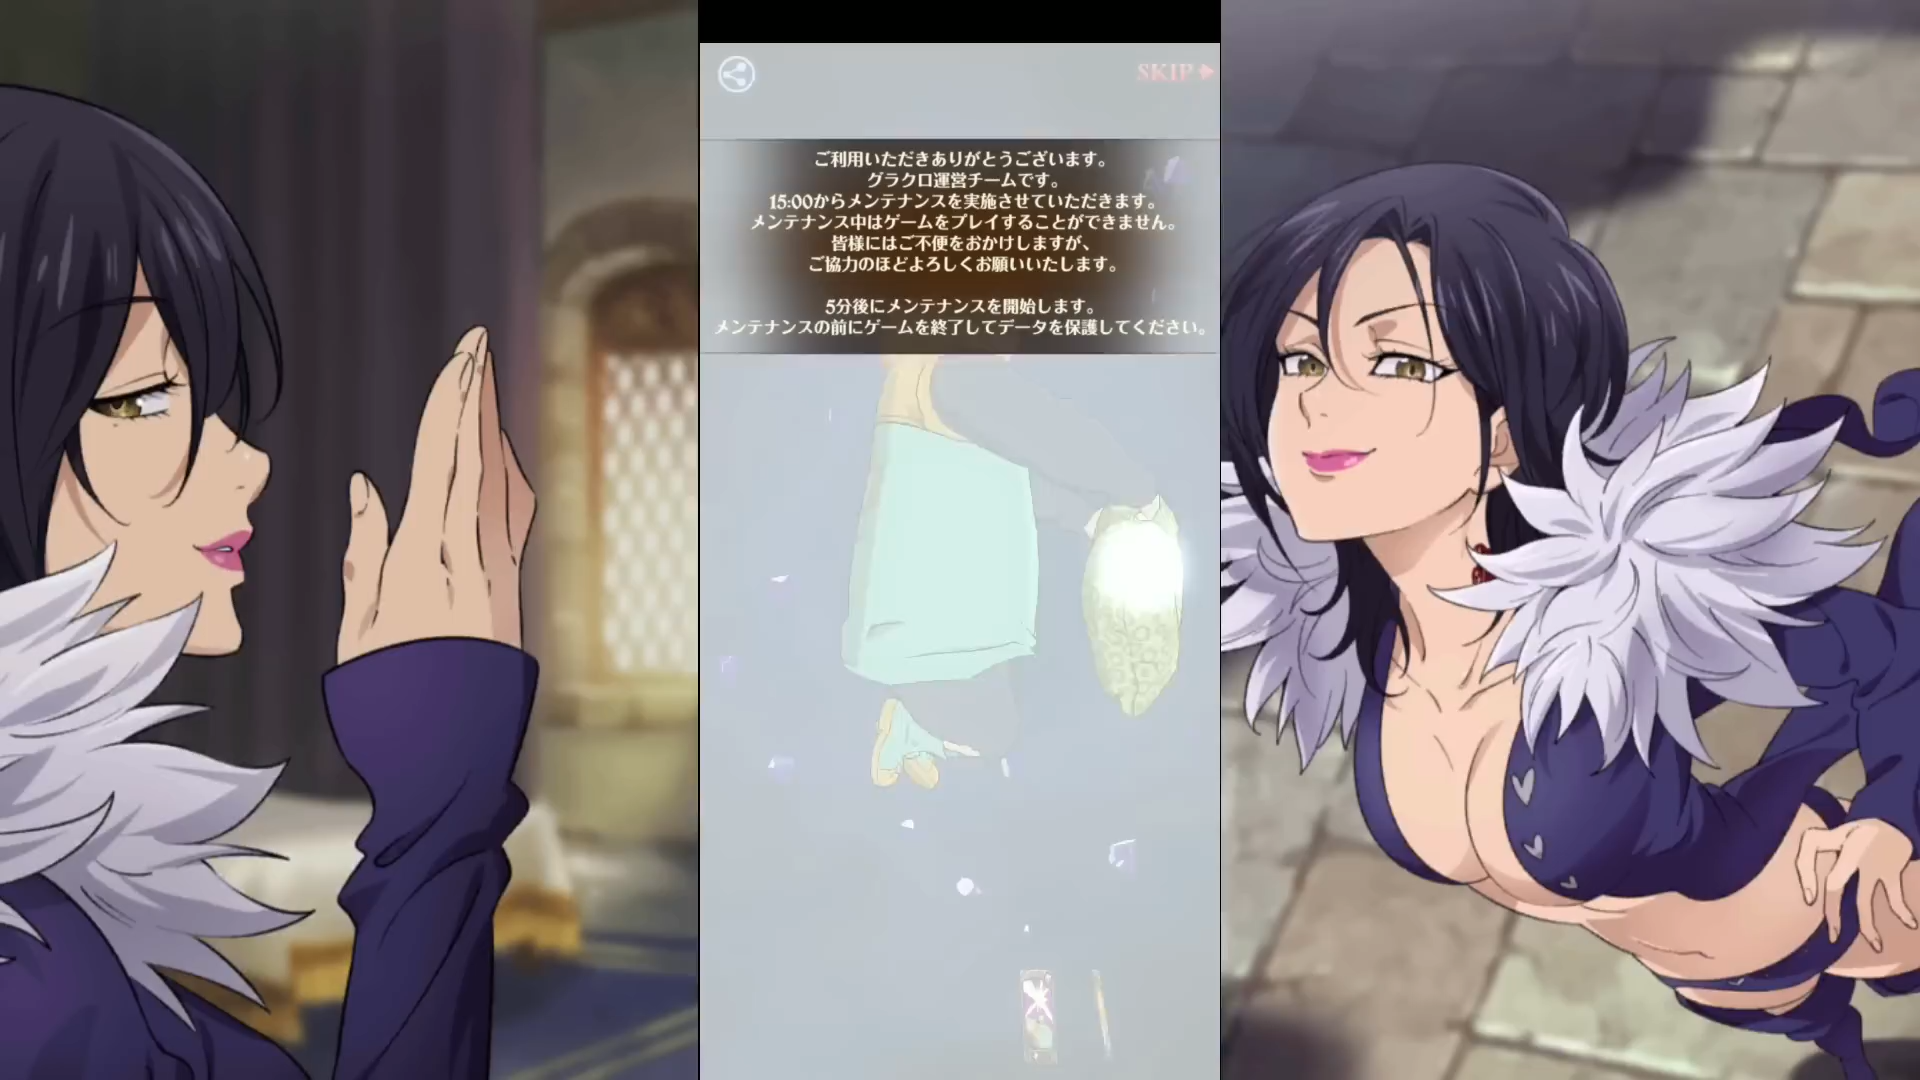 SKIP
ご利用いただきありがとうございます。
グラクロ運営チームです。
15:00からメンテナンスを実施させていただきます。
メンテナンス中はゲームをプレイすることができません。
皆様にはご不便をおかけしますが、
ご協力のほどよろしくお願いいたします。
5分後にメンテナンスを開始します。
メンテナンスの前にゲームを終了してデータを保護してください。